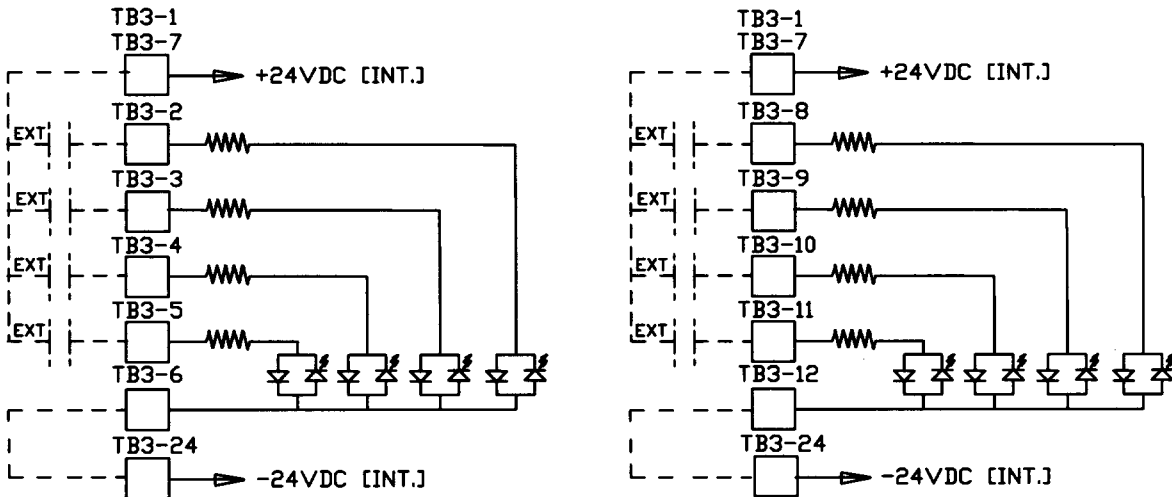 TB3-1
TB3-7
+24VDC [INT.]
TB3-2
EXT
TB3-3
EXT
TB3-4
EXT
TB3-5
EXT
TB3-6
TB3-24
-24VDC [INT.]
TB3-1
TB3-7
+24VDC [INT.]
TB3-8
EXT
TB3-9
EXT
TB3-10
EXT
TB3-11
EXT
TB3-12
TB3-24
-24VDC [INT.]